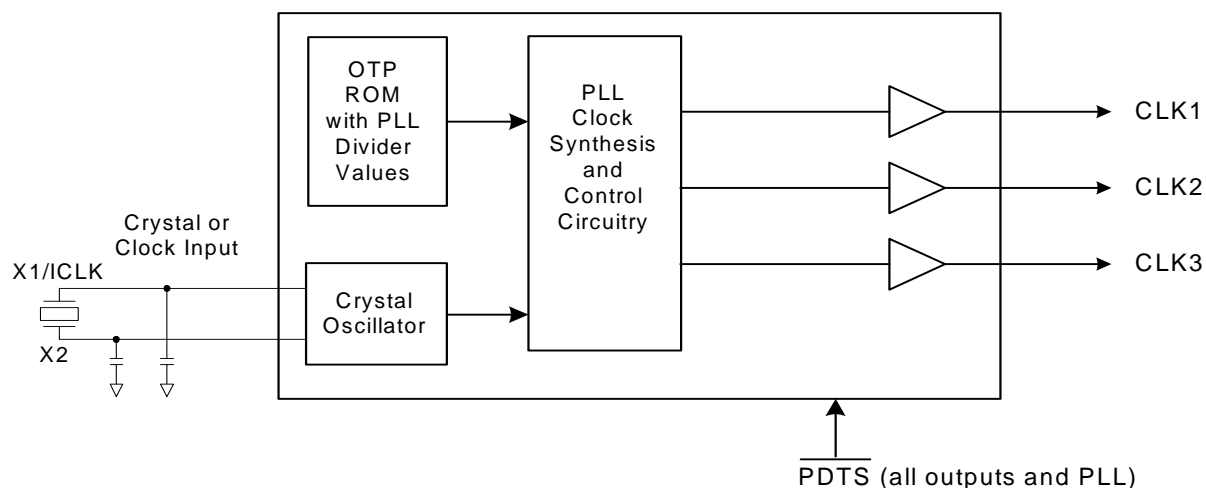 OTP
ROM
with PLL
Divider
Values
PLL
Clock
Synthesis
and
Control
Circuitry
CLK1
CLK2
CLK3
Crystal or
Clock Input
X1/ICLK
X2
Crystal
Oscillator
PDTS (all outputs and PLL)